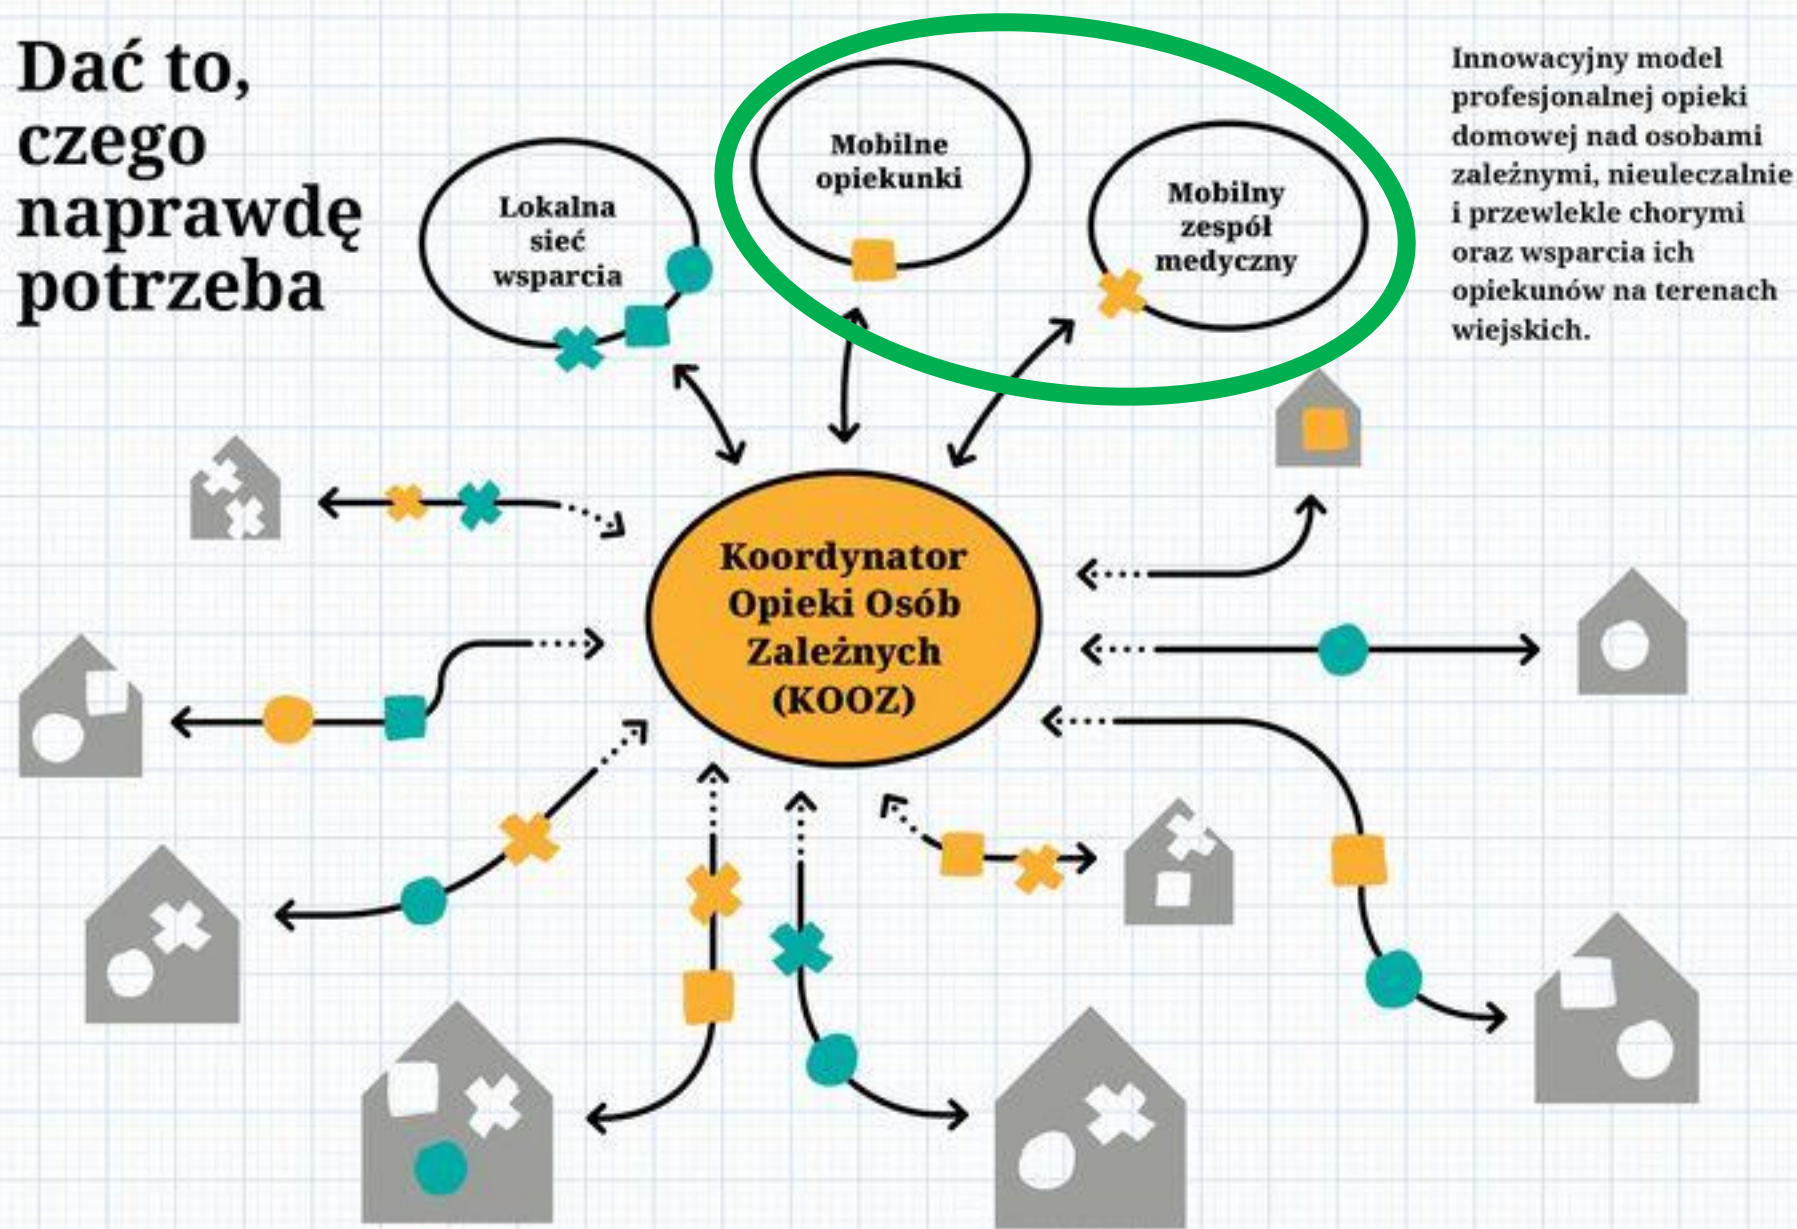 Dać to,
czego
naprawdę
potrzeba
Lokalna
sieć
wsparcia
Mobilne
opiekunki
Mobilny
zespół
medyczny
Innowacyjny model
profesjonalnej opieki
domowej nad osobami
zależnymi, nieuleczalnie
i przewlekle chorymi
oraz wsparcia ich
opiekunów na terenach
wiejskich.
Koordynator
Opieki Osób
Zależnych
(KOOZ)